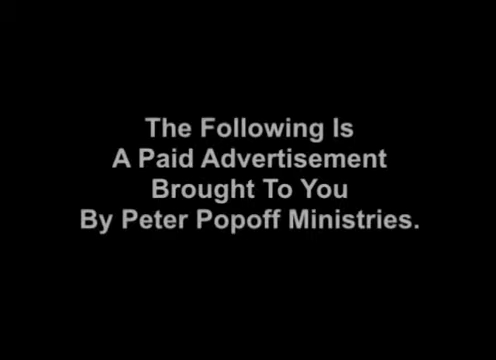 The Following Is
A Paid Advertisement
Brought To You
By Peter Popoff Ministries.